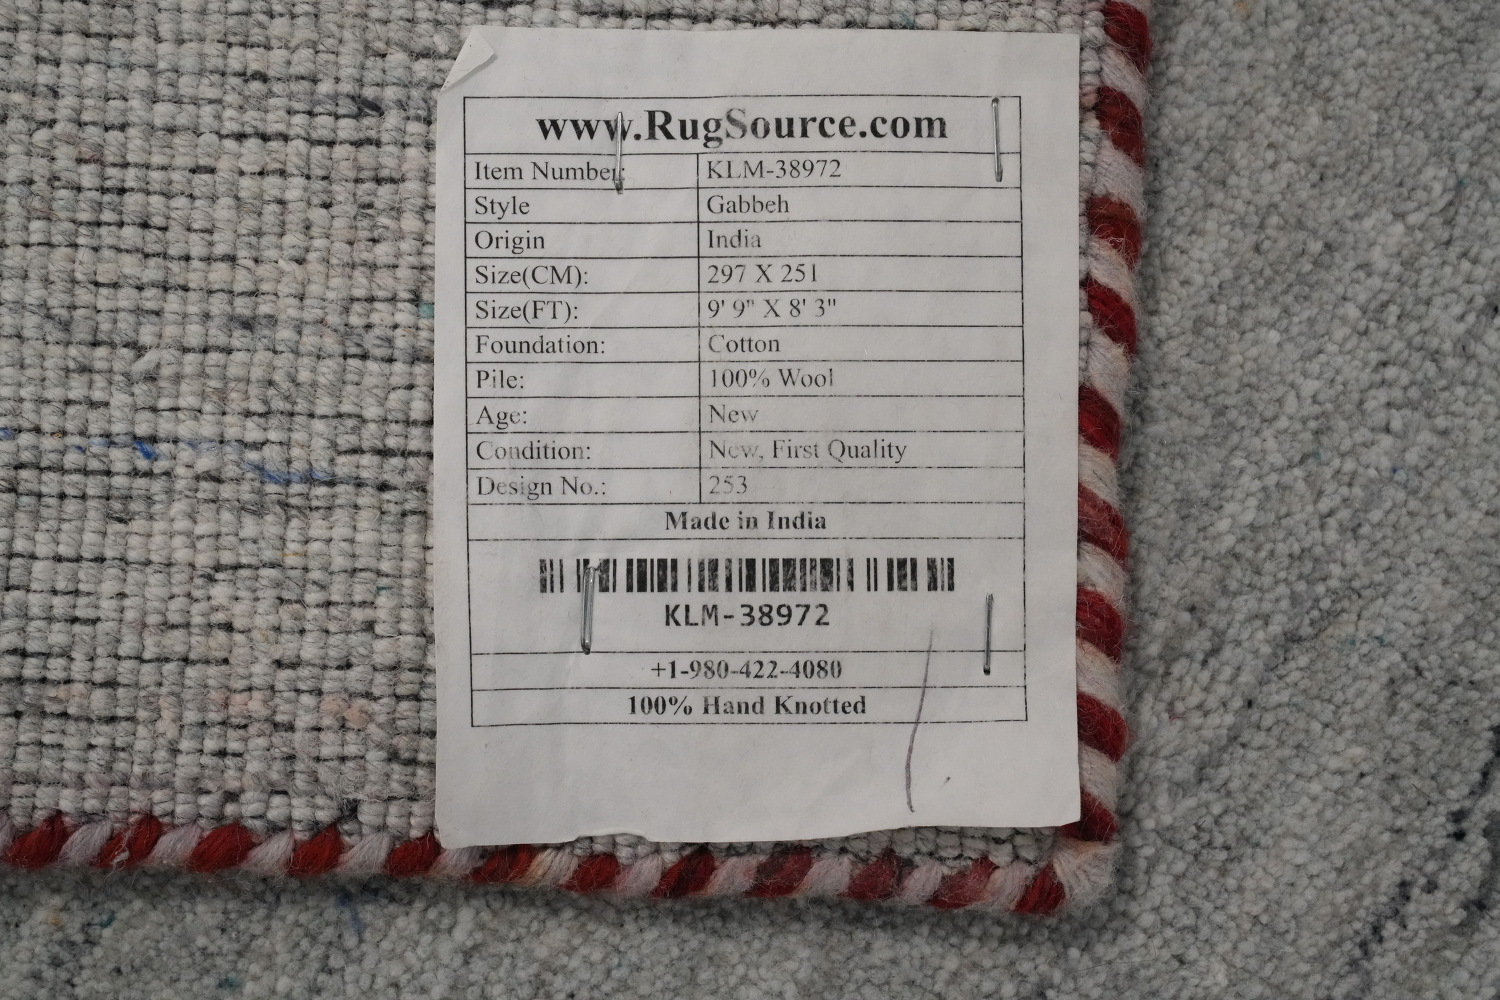 www.RugSource.com
Item Number: KLM-38972
Style Gabbeh
Origin India
Size(CM): 297 X 251
Size(FT): 9' 9" X 8' 3"
Foundation: Cotton
Pile: 100% Wool
Age: New
Condition: New, First Quality
Design No.: 253
Made in India
KLM-38972
+1-980-422-4080
100% Hand Knotted